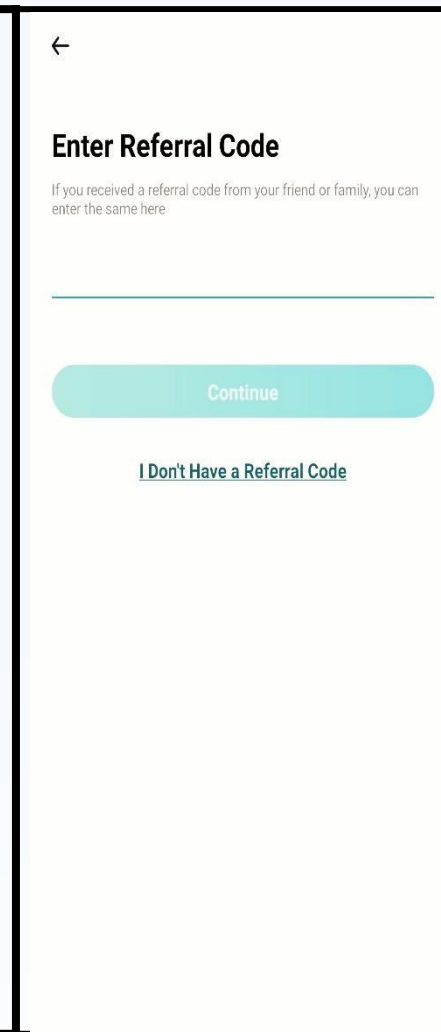 Enter Referral Code
If you received a referral code from your friend or family, you can
enter the same here
Continue
I Don't Have a Referral Code